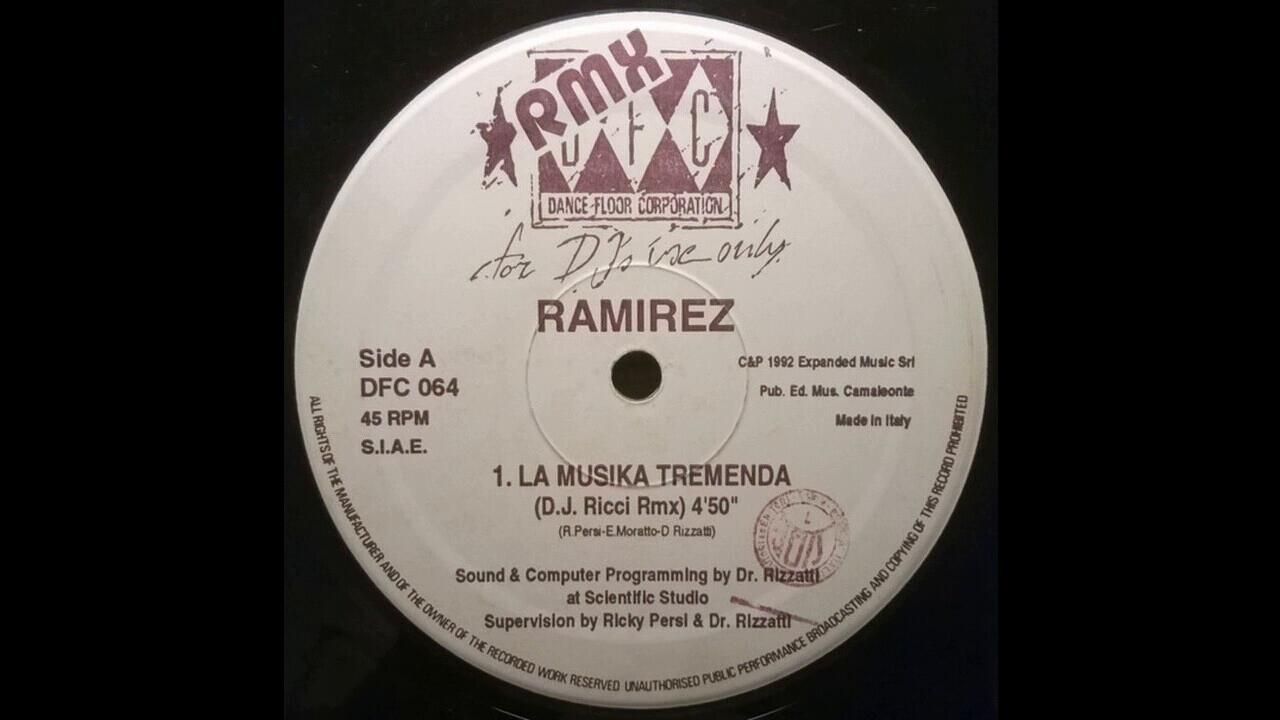 RMX
DFC
R
DANCE FLOOR CORPORATION
for DJs use only
RAMIREZ
Side A
DFC 064
45 RPM
S.I.A.E.
C&P 1992 Expanded Music Srl
Pub. Ed. Mus. Camaleonte
Made in Italy
1. LA MUSIKA TREMENDA
(D.J. Ricci Rmx) 4'50"
(R.Persi-E.Moratto-D Rizzatti)
Sound & Computer Programming by Dr. Rizzatti
at Scientific Studio
Supervision by Ricky Persi & Dr. Rizzatti
ALL RIGHTS OF THE MANUFACTURER AND OF THE OWNER OF THE RECORDED WORK RESERVED UNAUTHORISED PUBLIC PERFORMANCE BROADCASTING AND COPYING OF THIS RECORD PROHIBITED